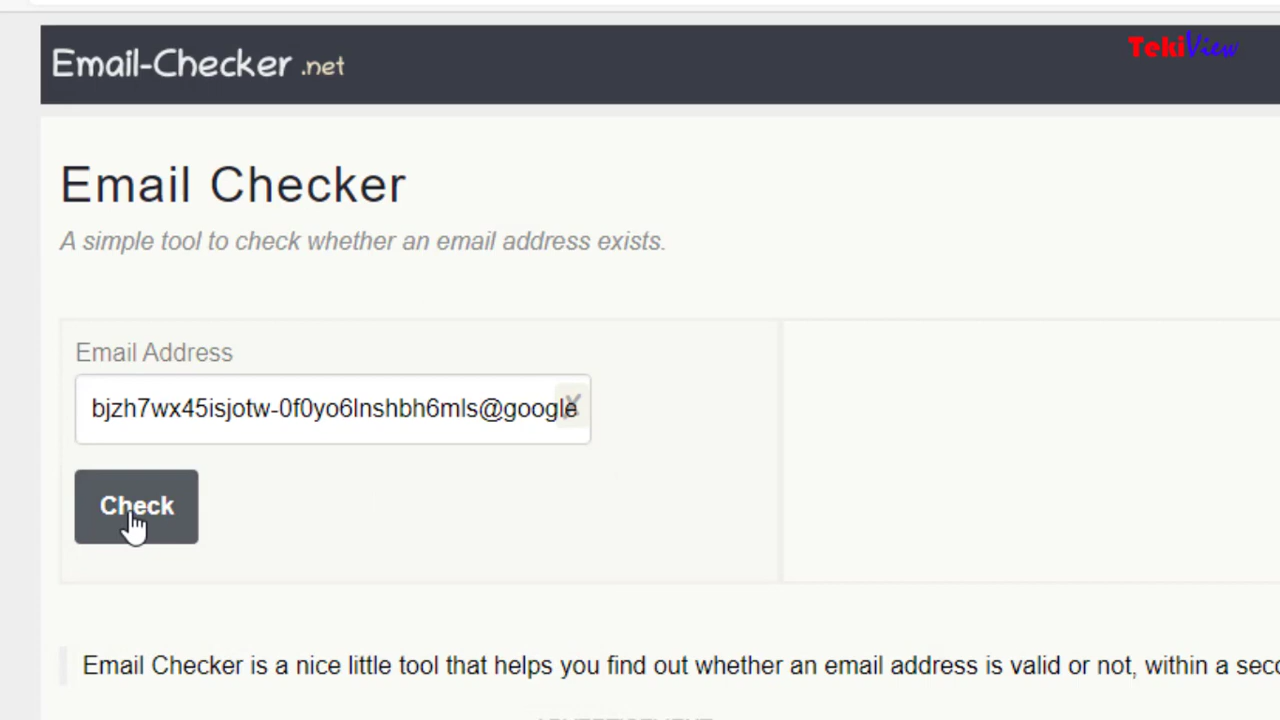 TekiView
Email-Checker .net
Email Checker
A simple tool to check whether an email address exists.
Email Address
bjzh7wx45isjotw-0f0yo6lnshbh6mls@google
Check
Email Checker is a nice little tool that helps you find out whether an email address is valid or not, within a